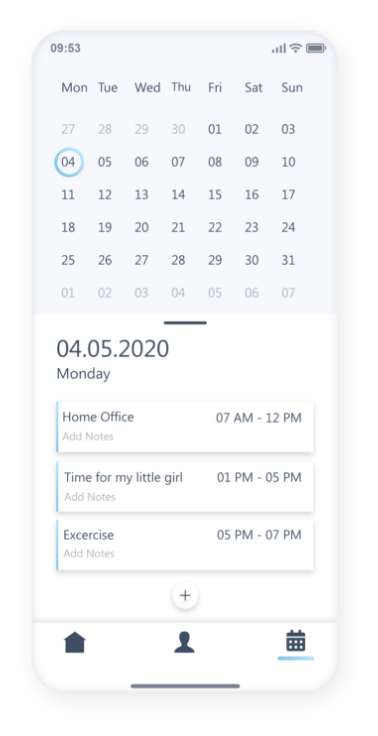 09:53
Mon Tue Wed Thu Fri Sat Sun
27 28 29 30 01 02 03
04 05 06 07 08 09 10
11 12 13 14 15 16 17
18 19 20 21 22 23 24
25 26 27 28 29 30 31
01 02 03 04 05 06 07
04.05.2020
Monday
Home Office 07 AM - 12 PM
Add Notes
Time for my little girl 01 PM - 05 PM
Add Notes
Excercise 05 PM - 07 PM
Add Notes
+